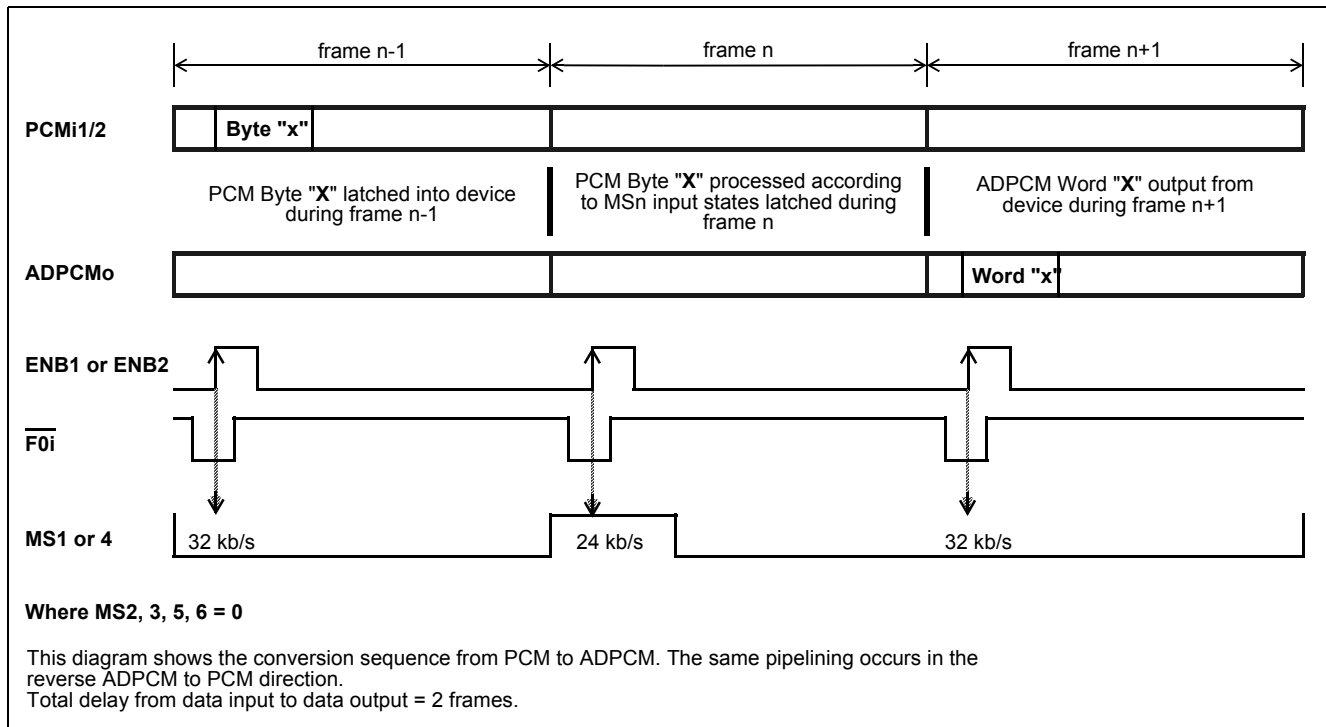 frame n-1 frame n frame n+1
PCMi1/2 Byte "x"
PCM Byte "X" latched into device
during frame n-1
PCM Byte "X" processed according
to MSn input states latched during
frame n
ADPCM Word "X" output from
device during frame n+1
ADPCMo Word "x"
ENB1 or ENB2
F0i
MS1 or 4 32 kb/s 24 kb/s 32 kb/s
Where MS2, 3, 5, 6 = 0
This diagram shows the conversion sequence from PCM to ADPCM. The same pipelining occurs in the
reverse ADPCM to PCM direction.
Total delay from data input to data output = 2 frames.